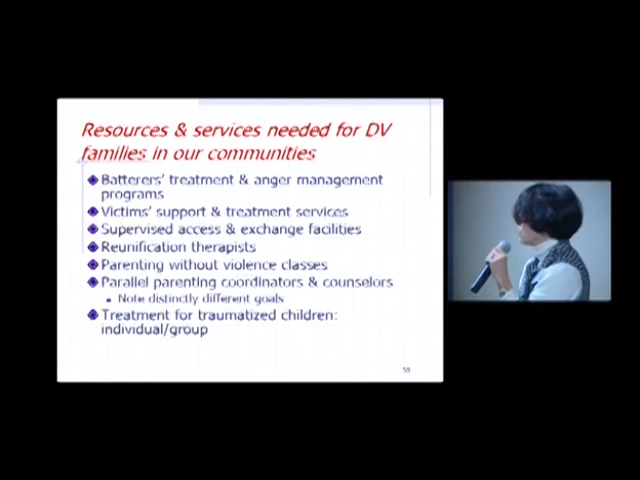 Resources & services needed for DV
families in our communities
Batterers' treatment & anger management
programs
Victims' support & treatment services
Supervised access & exchange facilities
Reunification therapists
Parenting without violence classes
Parallel parenting coordinators & counselors
Note distinctly different goals
Treatment for traumatized children:
individual/group